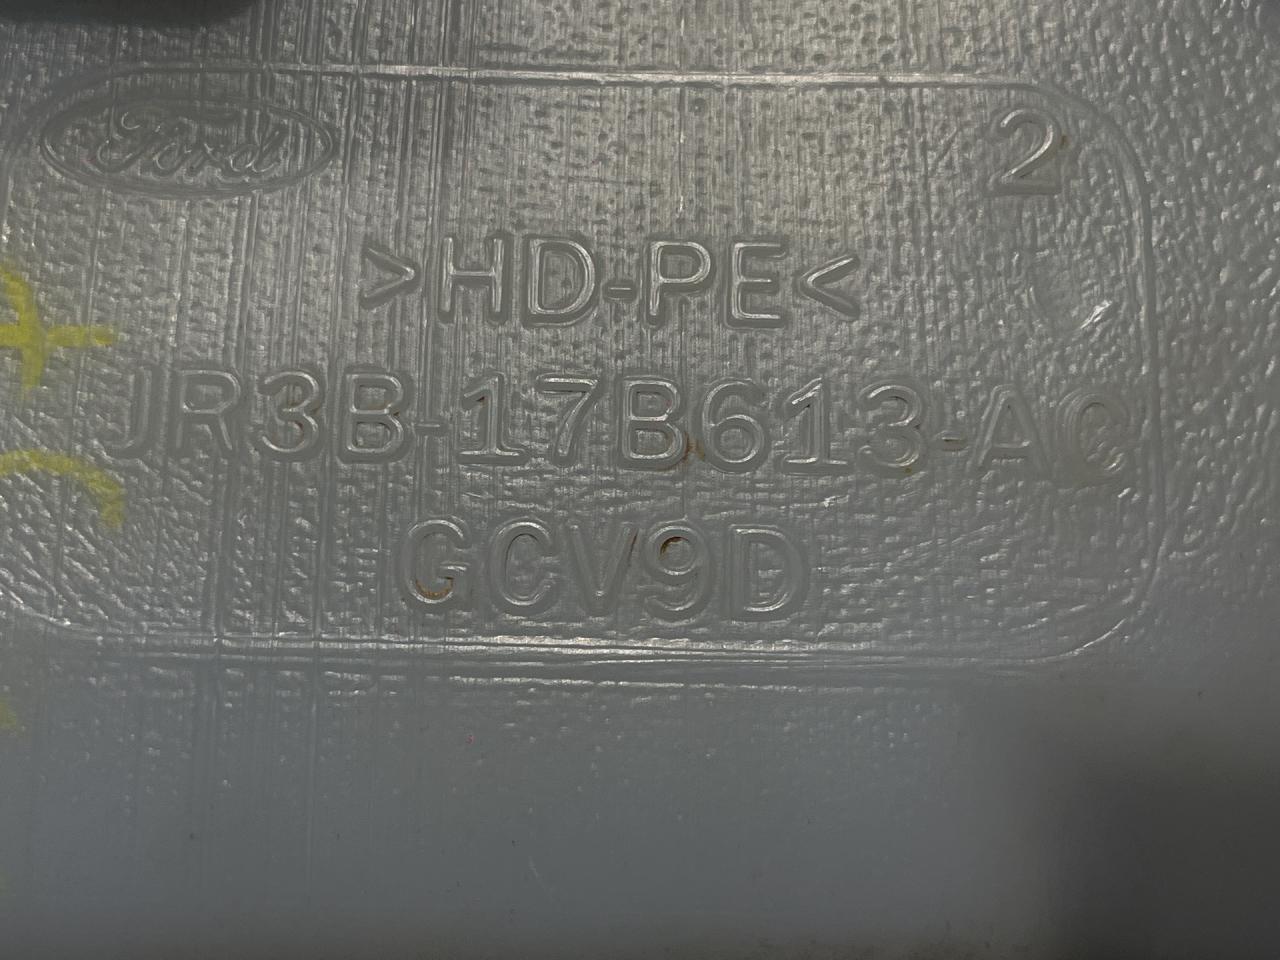 Ford
2
>HD-PE<
JR3B-17B613-AC
GCV9D